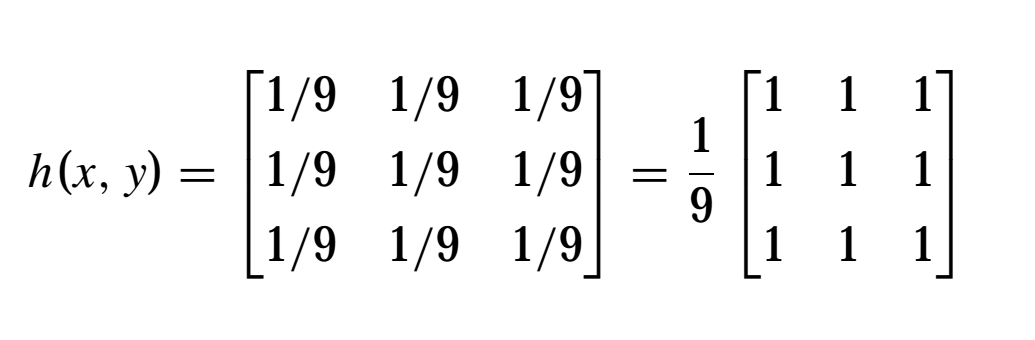 h(x, y) = [1/9 1/9 1/9; 1/9 1/9 1/9; 1/9 1/9 1/9] = 1/9 [1 1 1; 1 1 1; 1 1 1]